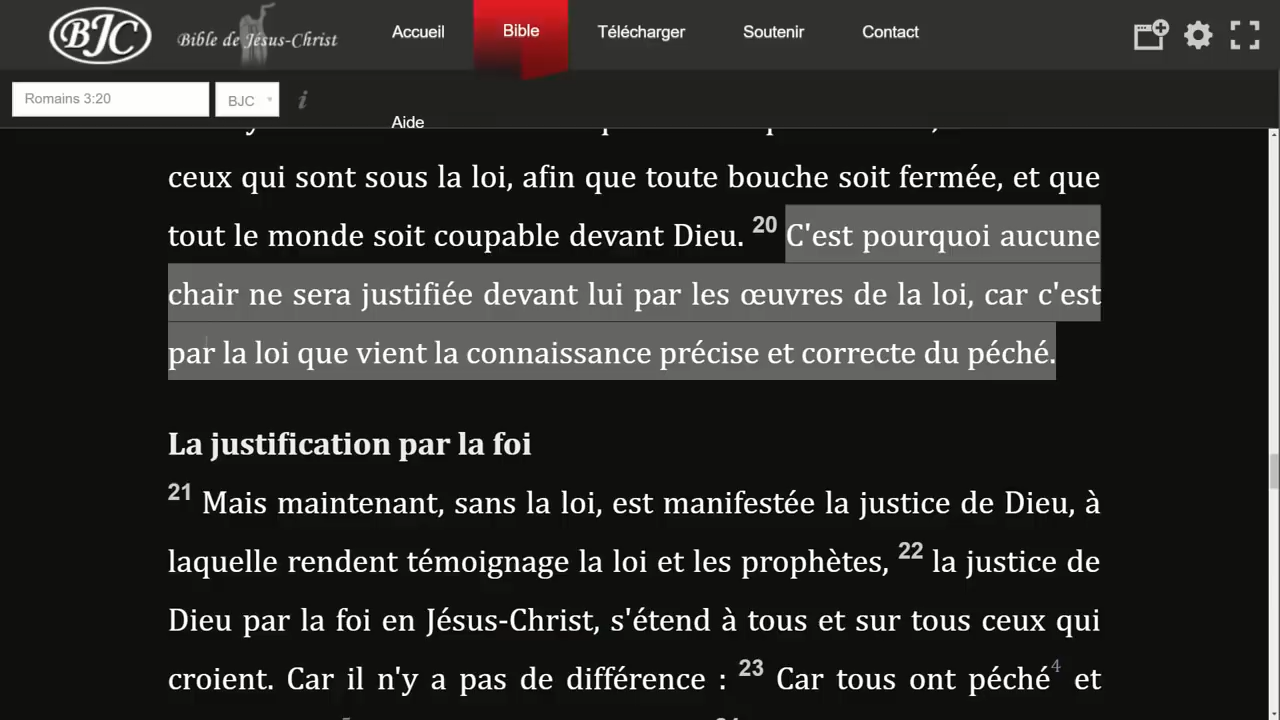 BJC
Bible de Jésus-Christ
Accueil
Bible
Télécharger
Soutenir
Contact
Romains 3:20
BJC
i
Aide
ceux qui sont sous la loi, afin que toute bouche soit fermée, et que
tout le monde soit coupable devant Dieu. 20 C'est pourquoi aucune
chair ne sera justifiée devant lui par les œuvres de la loi, car c'est
par la loi que vient la connaissance précise et correcte du péché.
La justification par la foi
21 Mais maintenant, sans la loi, est manifestée la justice de Dieu, à
laquelle rendent témoignage la loi et les prophètes, 22 la justice de
Dieu par la foi en Jésus-Christ, s'étend à tous et sur tous ceux qui
croient. Car il n'y a pas de différence : 23 Car tous ont péché4 et